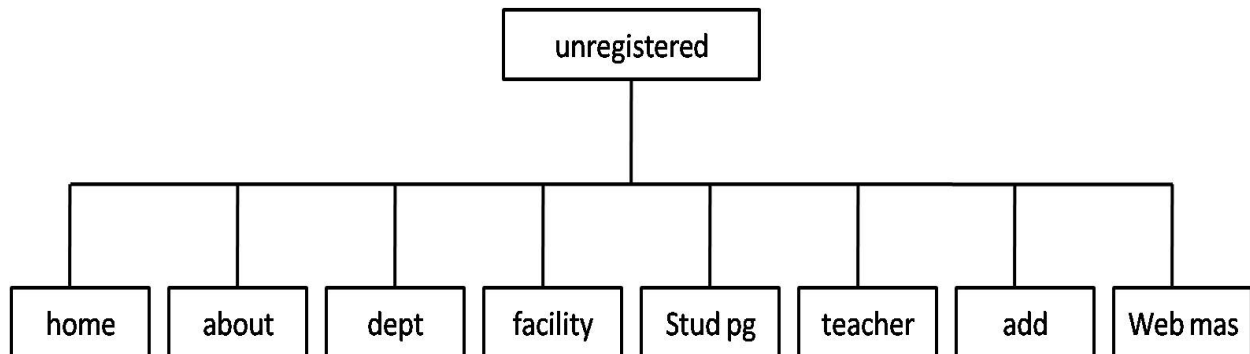 unregistered
home
about
dept
facility
Stud pg
teacher
add
Web mas